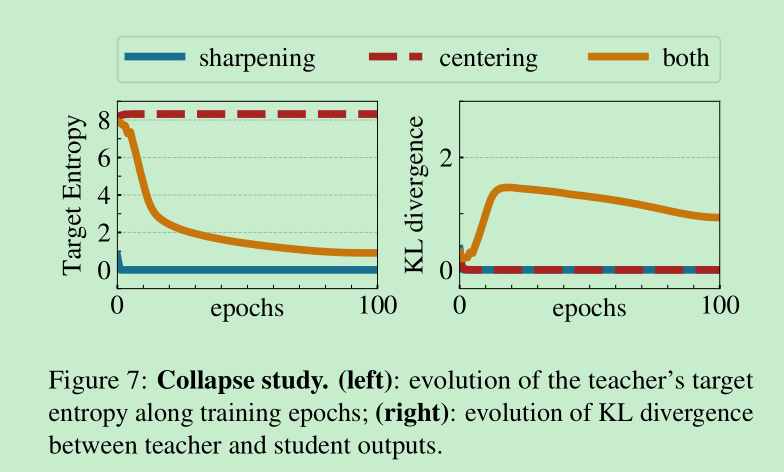 sharpening centering both
Target Entropy
8
6
4
2
0
0 epochs 100
KL divergence
2
0
0 epochs 100
Figure 7: Collapse study. (left): evolution of the teacher's target
entropy along training epochs; (right): evolution of KL divergence
between teacher and student outputs.